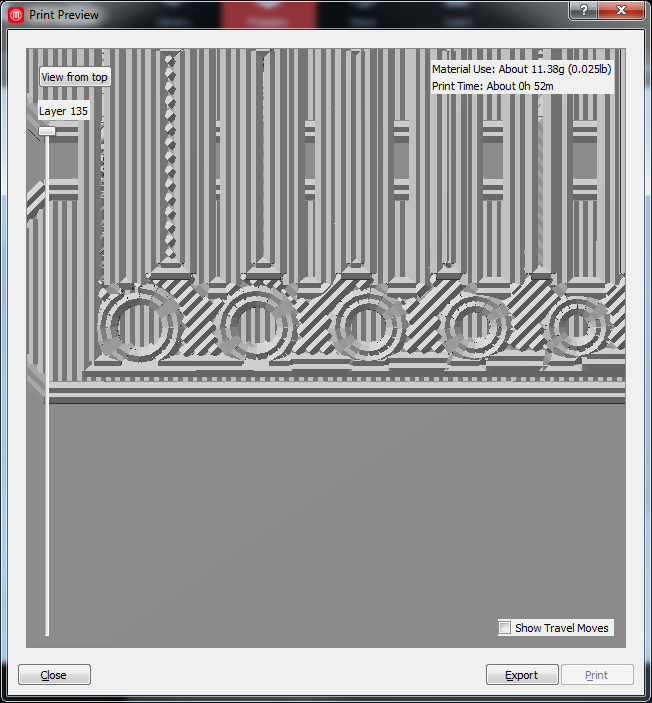 Print Preview
?
View from top
Material Use: About 11.38g (0.025lb)
Print Time: About 0h 52m
Layer 135
Show Travel Moves
Close
Export
Print